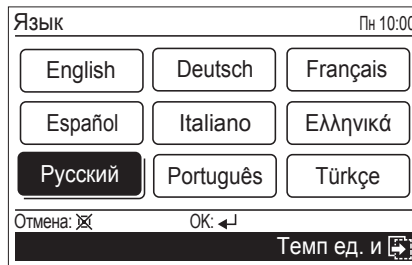 Язык Пн 10:00
English Deutsch Français
Español Italiano Ελληνικά
Русский Português Türkçe
Отмена: OK:
Темп ед. и